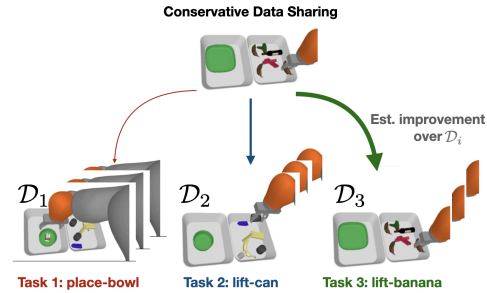 Conservative Data Sharing
Est. improvement
over 𝒟ᵢ
𝒟₁
𝒟₂
𝒟₃
Task 1: place-bowl
Task 2: lift-can
Task 3: lift-banana